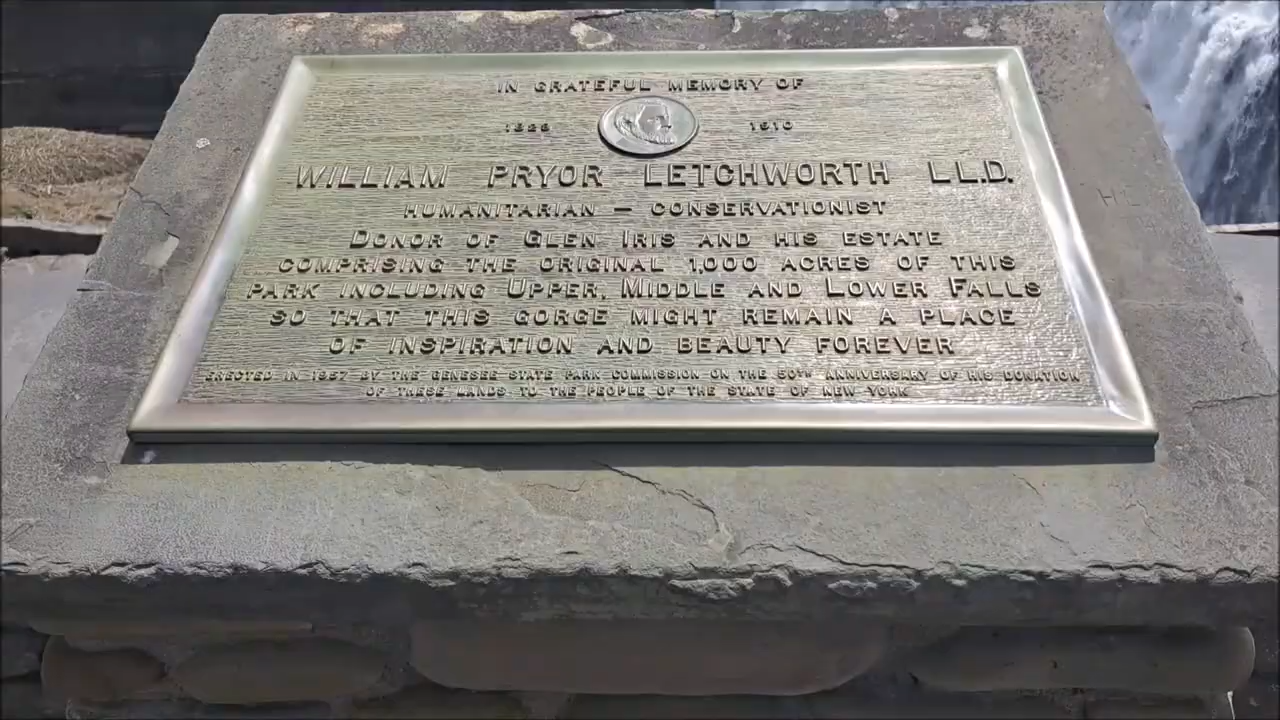 IN GRATEFUL MEMORY OF
1823 1910
WILLIAM PRYOR LETCHWORTH LL.D.
HUMANITARIAN — CONSERVATIONIST
DONOR OF GLEN IRIS AND HIS ESTATE
COMPRISING THE ORIGINAL 1,000 ACRES OF THIS
PARK INCLUDING UPPER, MIDDLE AND LOWER FALLS
SO THAT THIS GORGE MIGHT REMAIN A PLACE
OF INSPIRATION AND BEAUTY FOREVER
ERECTED IN 1957 BY THE GENESEE STATE PARK COMMISSION ON THE 50TH ANNIVERSARY OF HIS DONATION
OF THESE LANDS TO THE PEOPLE OF THE STATE OF NEW YORK